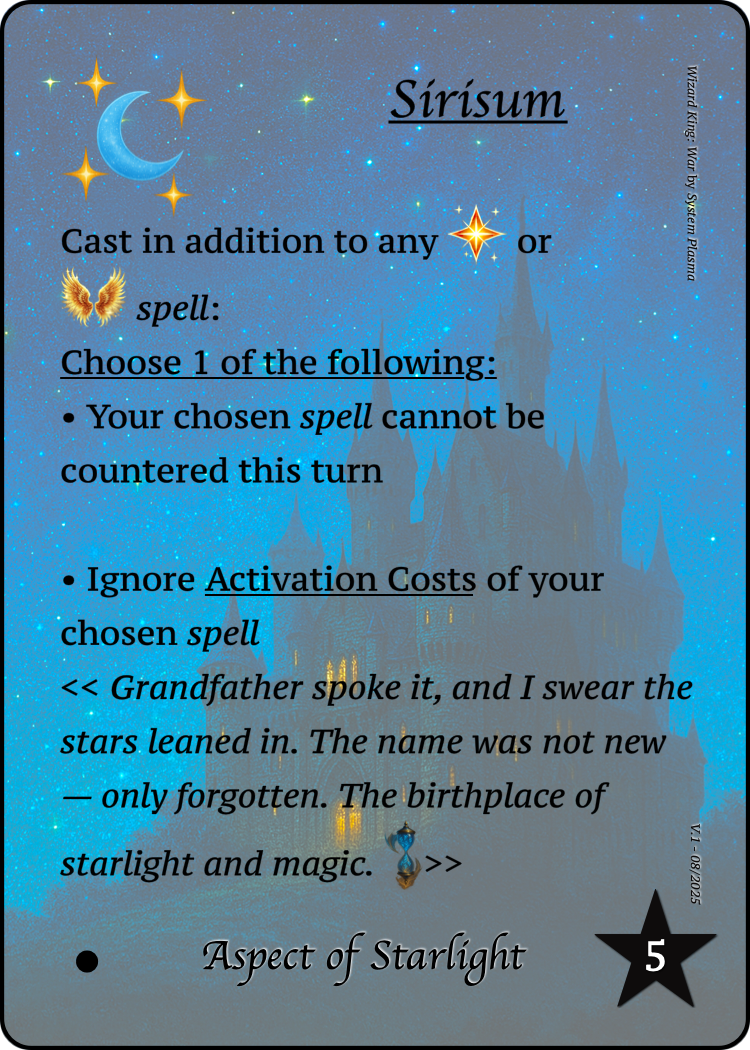 Sirisum
Wizard King: War by System Plasma
Cast in addition to any or
spell:
Choose 1 of the following:
• Your chosen spell cannot be
countered this turn
• Ignore Activation Costs of your
chosen spell
<< Grandfather spoke it, and I swear the
stars leaned in. The name was not new
— only forgotten. The birthplace of
starlight and magic. >>
V.1 - 08/2025
Aspect of Starlight
5